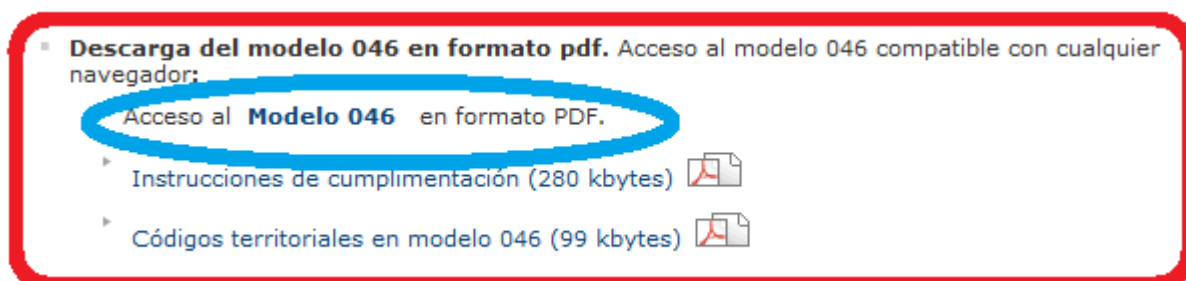 Descarga del modelo 046 en formato pdf. Acceso al modelo 046 compatible con cualquier
navegador:
Acceso al Modelo 046 en formato PDF.
Instrucciones de cumplimentación (280 kbytes)
Códigos territoriales en modelo 046 (99 kbytes)